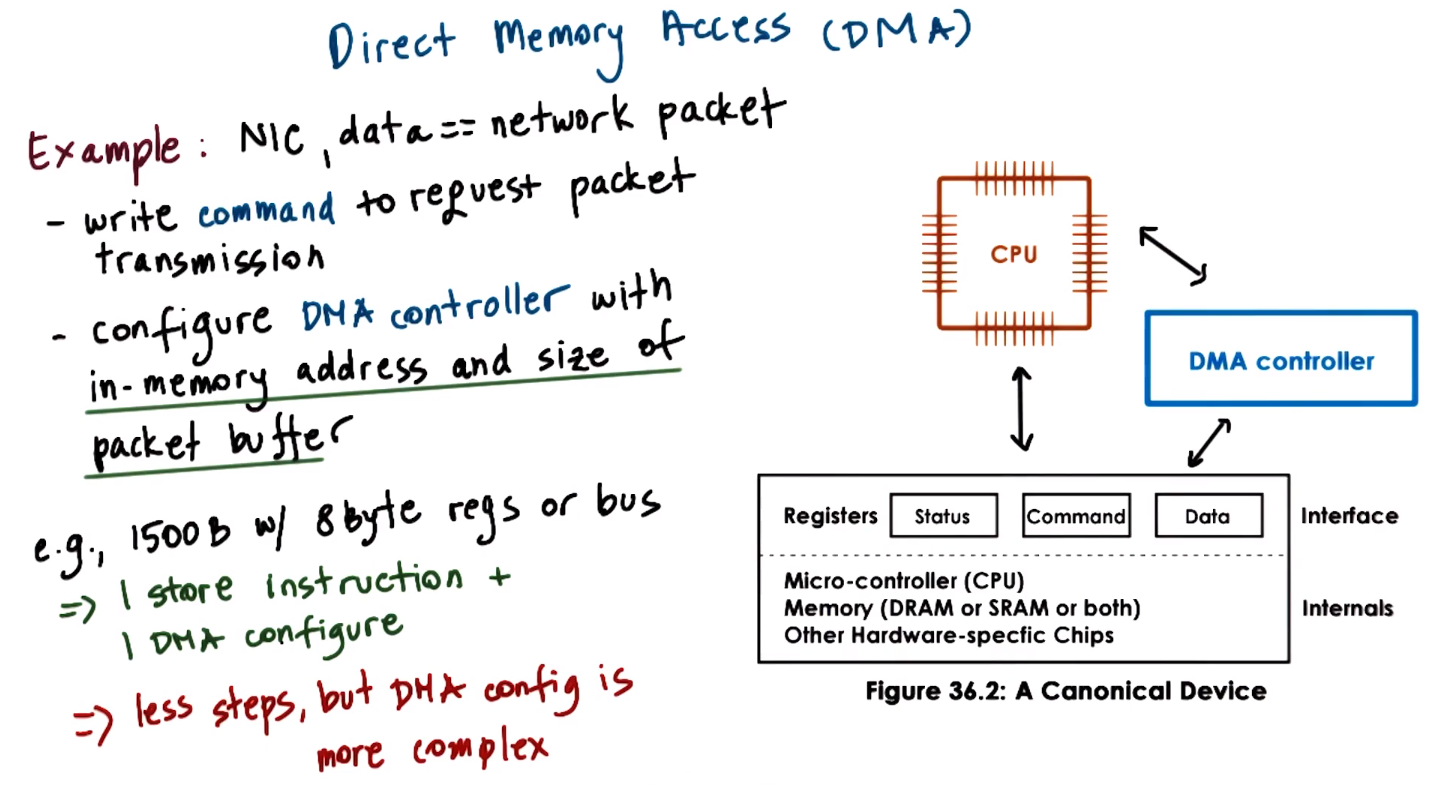 Direct Memory Access (DMA)
Example: NIC, data == network packet
- write command to request packet
transmission
- configure DMA controller with
in-memory address and size of
packet buffer
e.g., 1500B w/ 8 byte regs or bus
=> 1 store instruction +
1 DMA configure
=> less steps, but DMA config is
more complex
CPU
DMA controller
Registers Status Command Data Interface
Micro-controller (CPU)
Memory (DRAM or SRAM or both) Internals
Other Hardware-specfic Chips
Figure 36.2: A Canonical Device